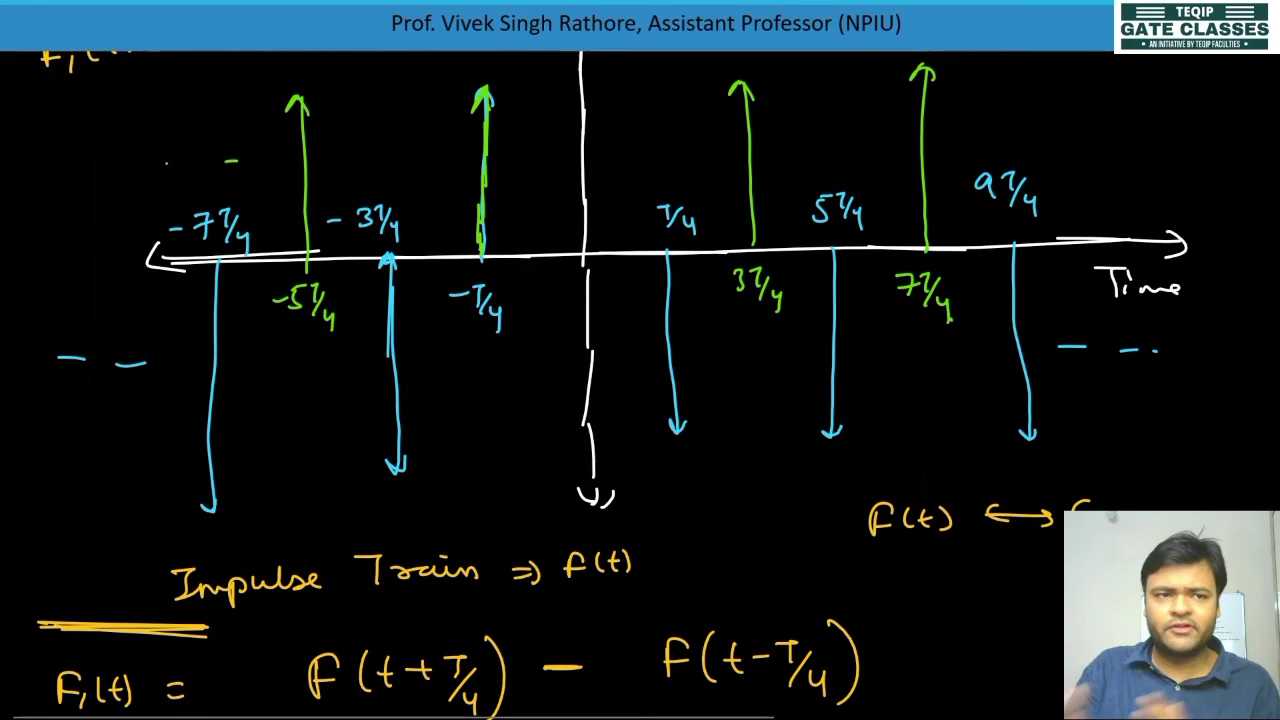 Prof. Vivek Singh Rathore, Assistant Professor (NPIU)
TEQIP
GATE CLASSES
• AN INITIATIVE BY TEQIP FACULTIES •
- 7T/4 - 3T/4 T/4 5T/4 9T/4
- 5T/4 - T/4 3T/4 7T/4 Time
F(t) ↔
Impulse Train ⇒ f(t)
F₁(t) = F(t+T/4) - F(t-T/4)